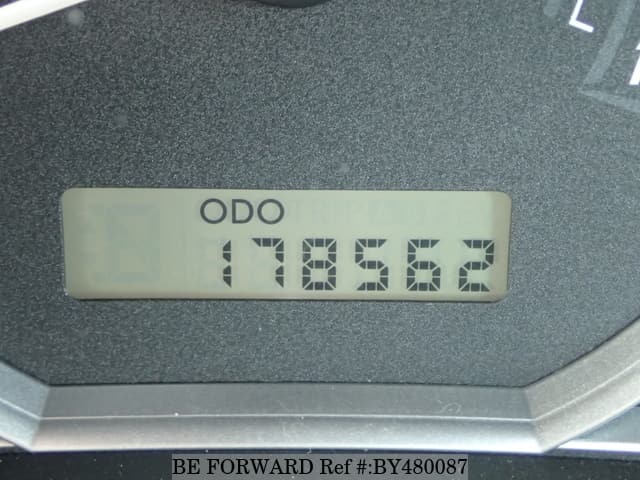 L
ODO
178562
BE FORWARD Ref #:BY480087